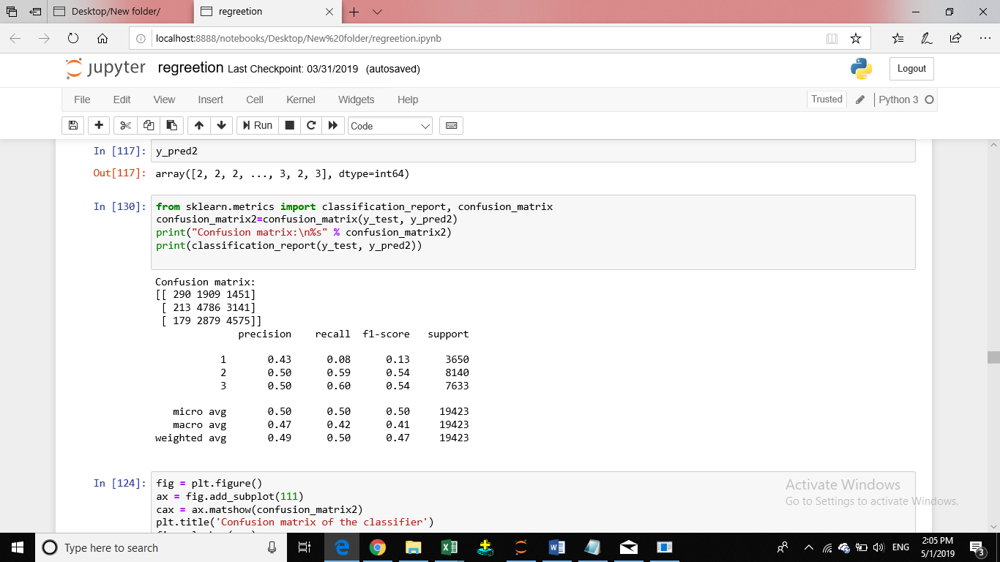 Desktop/New folder/
regreetion
localhost:8888/notebooks/Desktop/New%20folder/regreetion.ipynb
jupyter regreetion Last Checkpoint: 03/31/2019 (autosaved)
Logout
File Edit View Insert Cell Kernel Widgets Help
Trusted Python 3
Run Code
In [117]: y_pred2
Out[117]: array([2, 2, 2, ..., 3, 2, 3], dtype=int64)
In [130]: from sklearn.metrics import classification_report, confusion_matrix
confusion_matrix2=confusion_matrix(y_test, y_pred2)
print("Confusion matrix:\n%s" % confusion_matrix2)
print(classification_report(y_test, y_pred2))
Confusion matrix:
[[ 290 1909 1451]
[ 213 4786 3141]
[ 179 2879 4575]]
precision recall f1-score support
1 0.43 0.08 0.13 3650
2 0.50 0.59 0.54 8140
3 0.50 0.60 0.54 7633
micro avg 0.50 0.50 0.50 19423
macro avg 0.47 0.42 0.41 19423
weighted avg 0.49 0.50 0.47 19423
In [124]: fig = plt.figure()
ax = fig.add_subplot(111)
cax = ax.matshow(confusion_matrix2)
plt.title('Confusion matrix of the classifier')
Activate Windows
Go to Settings to activate Windows.
Type here to search
ENG
2:05 PM
5/1/2019
3